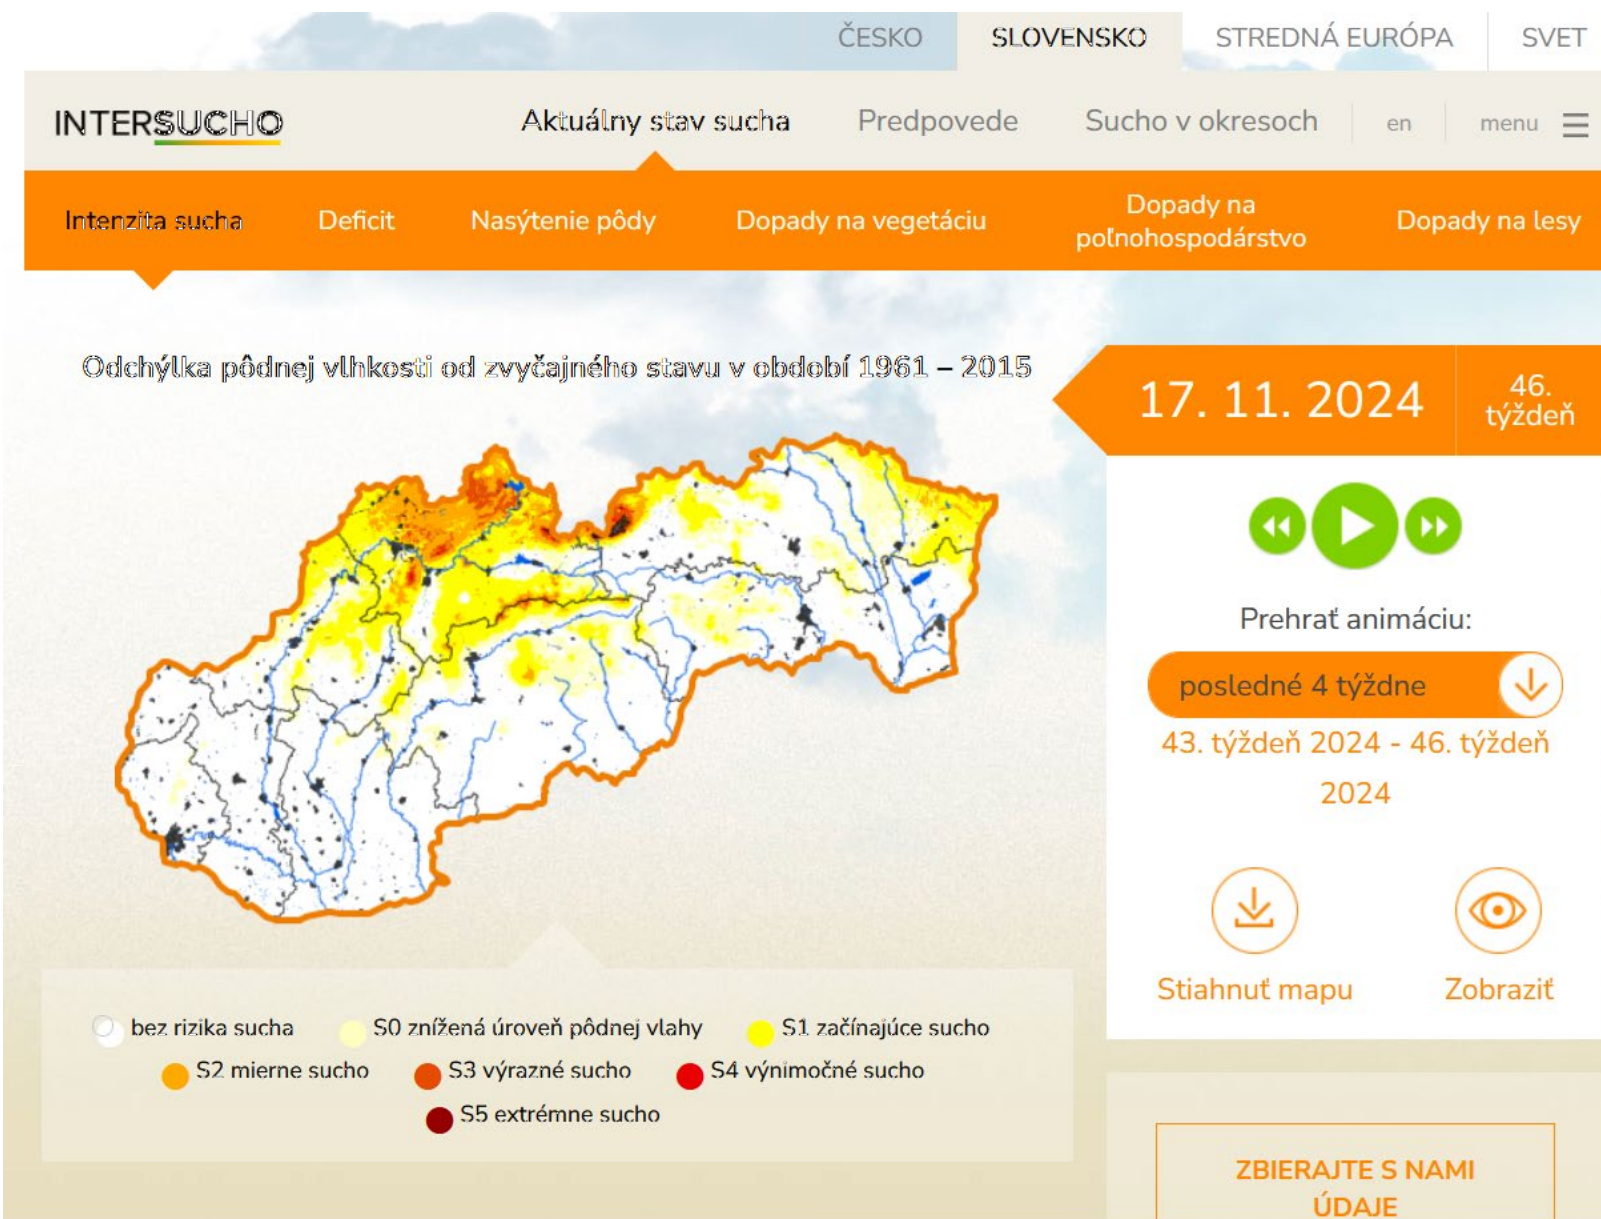 ČESKO SLOVENSKO STREDNÁ EURÓPA SVET
INTERSUCHO Aktuálny stav sucha Predpovede Sucho v okresoch en menu
Intenzita sucha Deficit Nasýtenie pôdy Dopady na vegetáciu Dopady na
poľnohospodárstvo Dopady na lesy
Odchýlka pôdnej vlhkosti od zvyčajného stavu v období 1961 – 2015
17. 11. 2024 46.
týždeň
Prehrať animáciu:
posledné 4 týždne
43. týždeň 2024 - 46. týždeň
2024
Stiahnuť mapu Zobraziť
bez rizika sucha S0 znížená úroveň pôdnej vlahy S1 začínajúce sucho
S2 mierne sucho S3 výrazné sucho S4 výnimočné sucho
S5 extrémne sucho
ZBIERAJTE S NAMI
ÚDAJE